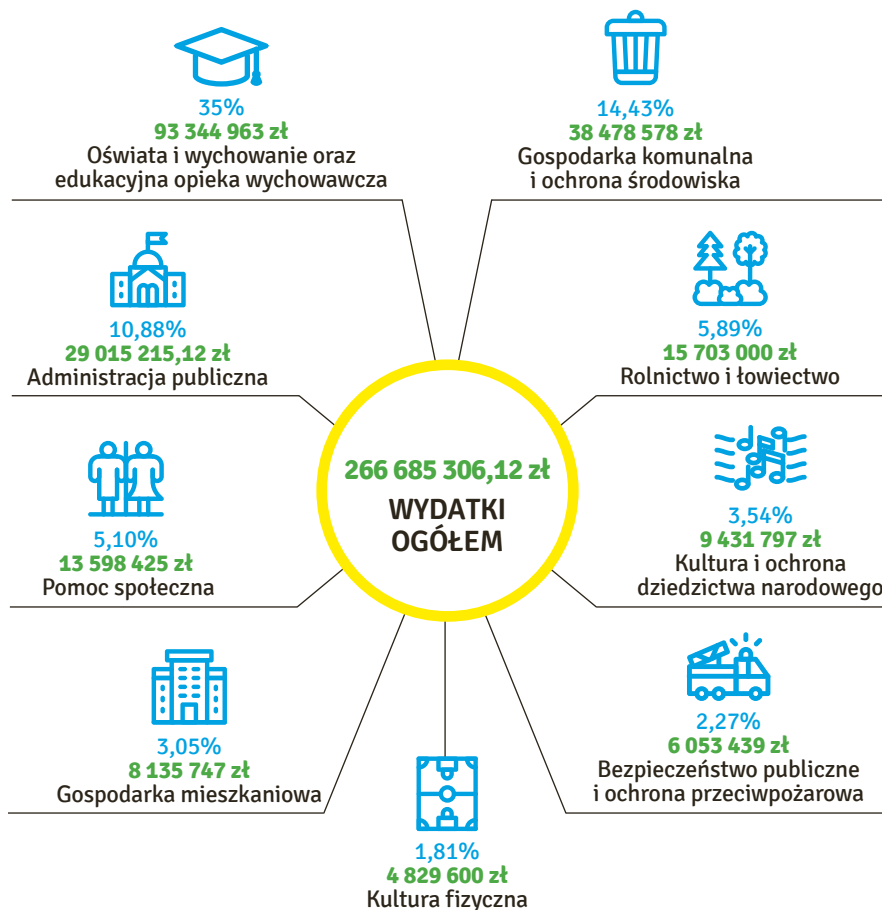 35%
93 344 963 zł
Oświata i wychowanie oraz
edukacyjna opieka wychowawcza
14,43%
38 478 578 zł
Gospodarka komunalna
i ochrona środowiska
10,88%
29 015 215,12 zł
Administracja publiczna
5,89%
15 703 000 zł
Rolnictwo i łowiectwo
266 685 306,12 zł
WYDATKI
OGÓŁEM
5,10%
13 598 425 zł
Pomoc społeczna
3,54%
9 431 797 zł
Kultura i ochrona
dziedzictwa narodowego
3,05%
8 135 747 zł
Gospodarka mieszkaniowa
2,27%
6 053 439 zł
Bezpieczeństwo publiczne
i ochrona przeciwpożarowa
1,81%
4 829 600 zł
Kultura fizyczna